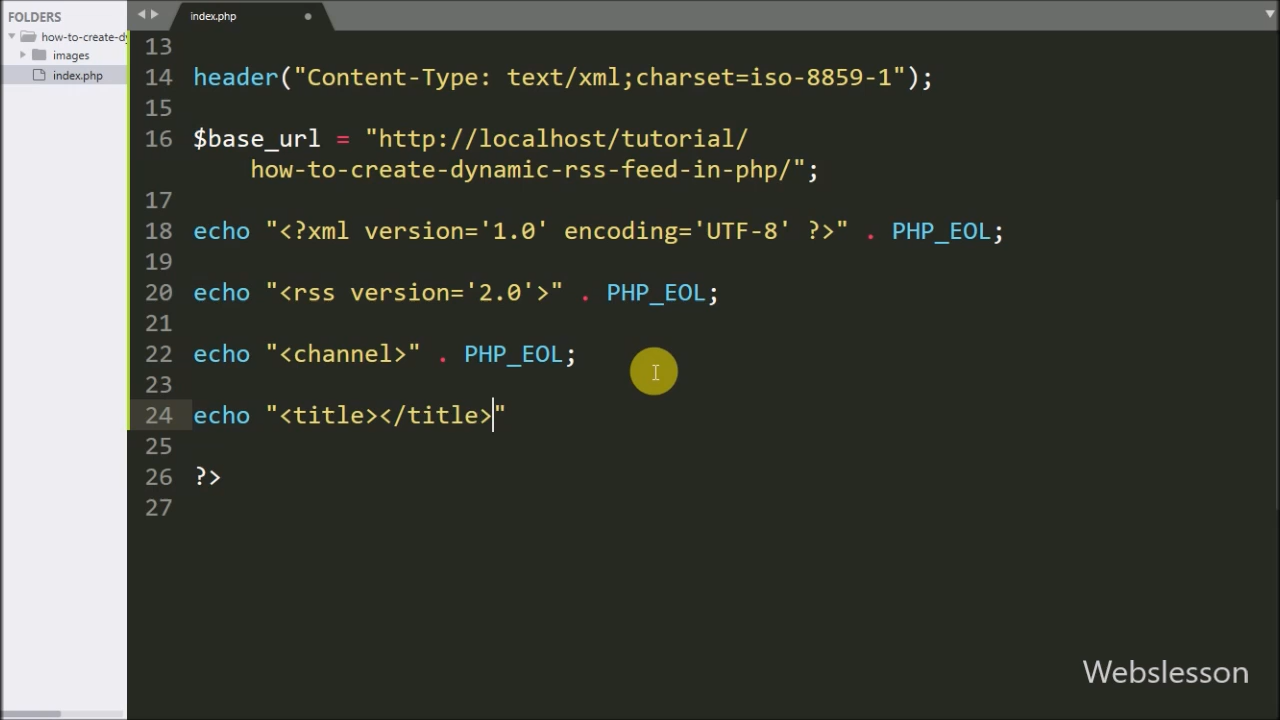 FOLDERS
how-to-create-dy
images
index.php
index.php
13
14 header("Content-Type: text/xml;charset=iso-8859-1");
15
16 $base_url = "http://localhost/tutorial/
how-to-create-dynamic-rss-feed-in-php/";
17
18 echo "<?xml version='1.0' encoding='UTF-8' ?>" . PHP_EOL;
19
20 echo "<rss version='2.0'>" . PHP_EOL;
21
22 echo "<channel>" . PHP_EOL;
23
24 echo "<title></title>"
25
26 ?>
27
Webslesson